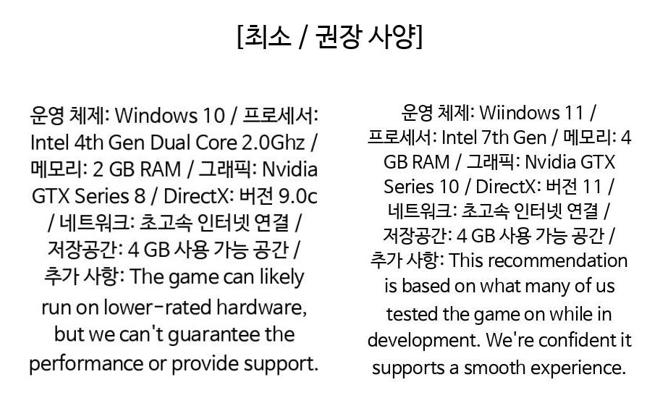 [최소 / 권장 사양]
운영 체제: Windows 10 / 프로세서:
Intel 4th Gen Dual Core 2.0Ghz /
메모리: 2 GB RAM / 그래픽: Nvidia
GTX Series 8 / DirectX: 버전 9.0c
/ 네트워크: 초고속 인터넷 연결 /
저장공간: 4 GB 사용 가능 공간 /
추가 사항: The game can likely
run on lower-rated hardware,
but we can't guarantee the
performance or provide support.
운영 체제: Wiindows 11 /
프로세서: Intel 7th Gen / 메모리: 4
GB RAM / 그래픽: Nvidia GTX
Series 10 / DirectX: 버전 11 /
네트워크: 초고속 인터넷 연결 /
저장공간: 4 GB 사용 가능 공간 /
추가 사항: This recommendation
is based on what many of us
tested the game on while in
development. We're confident it
supports a smooth experience.